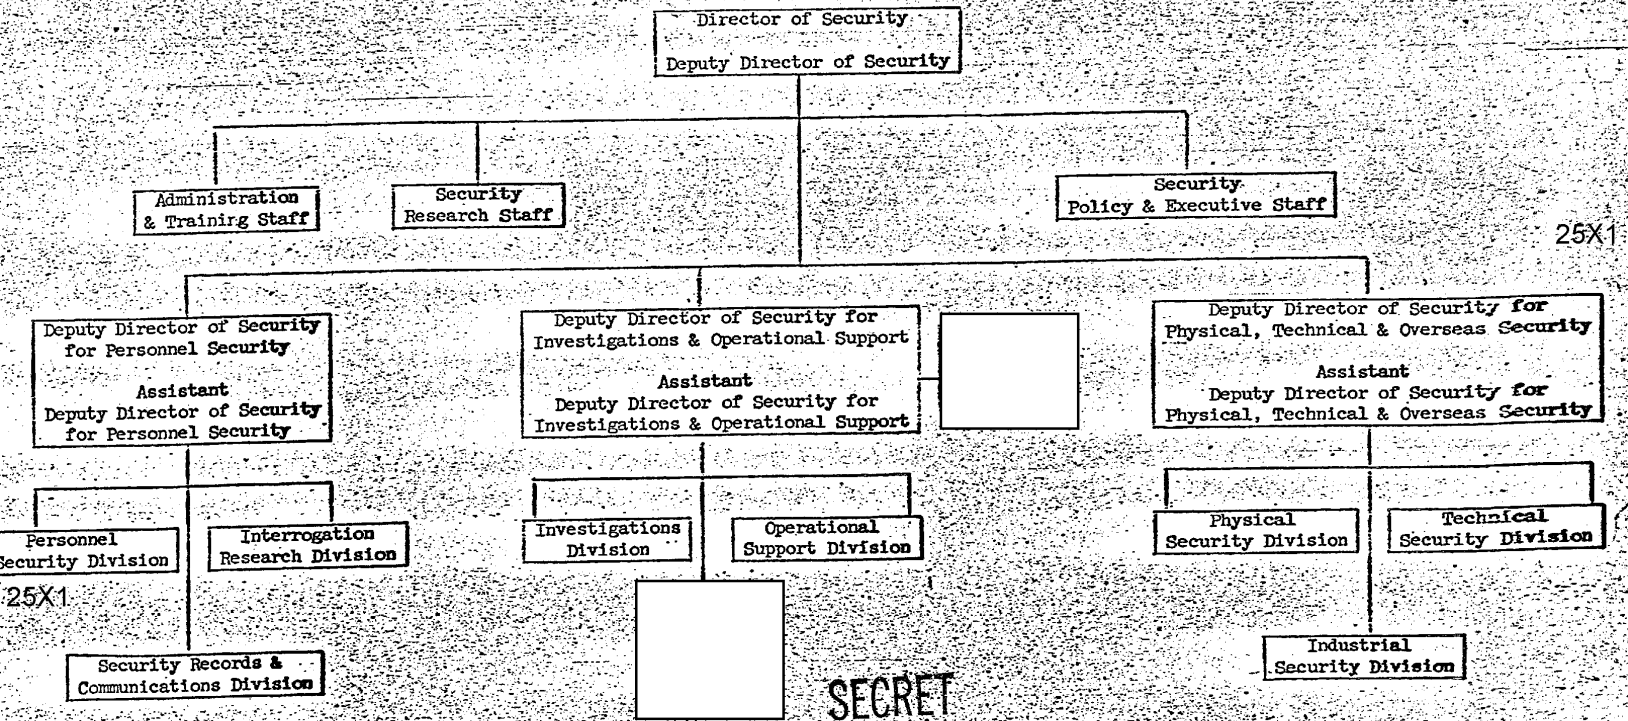 Director of Security
Deputy Director of Security
Administration
& Training Staff
Security
Research Staff
Security
Policy & Executive Staff
25X1
Deputy Director of Security
for Personnel Security
Assistant
Deputy Director of Security
for Personnel Security
Deputy Director of Security for
Investigations & Operational Support
Assistant
Deputy Director of Security for
Investigations & Operational Support
Deputy Director of Security for
Physical, Technical & Overseas Security
Assistant
Deputy Director of Security for
Physical, Technical & Overseas Security
Personnel
Security Division
Interrogation
Research Division
Investigations
Division
Operational
Support Division
Physical
Security Division
Technical
Security Division
25X1
Security Records &
Communications Division
Industrial
Security Division
SECRET